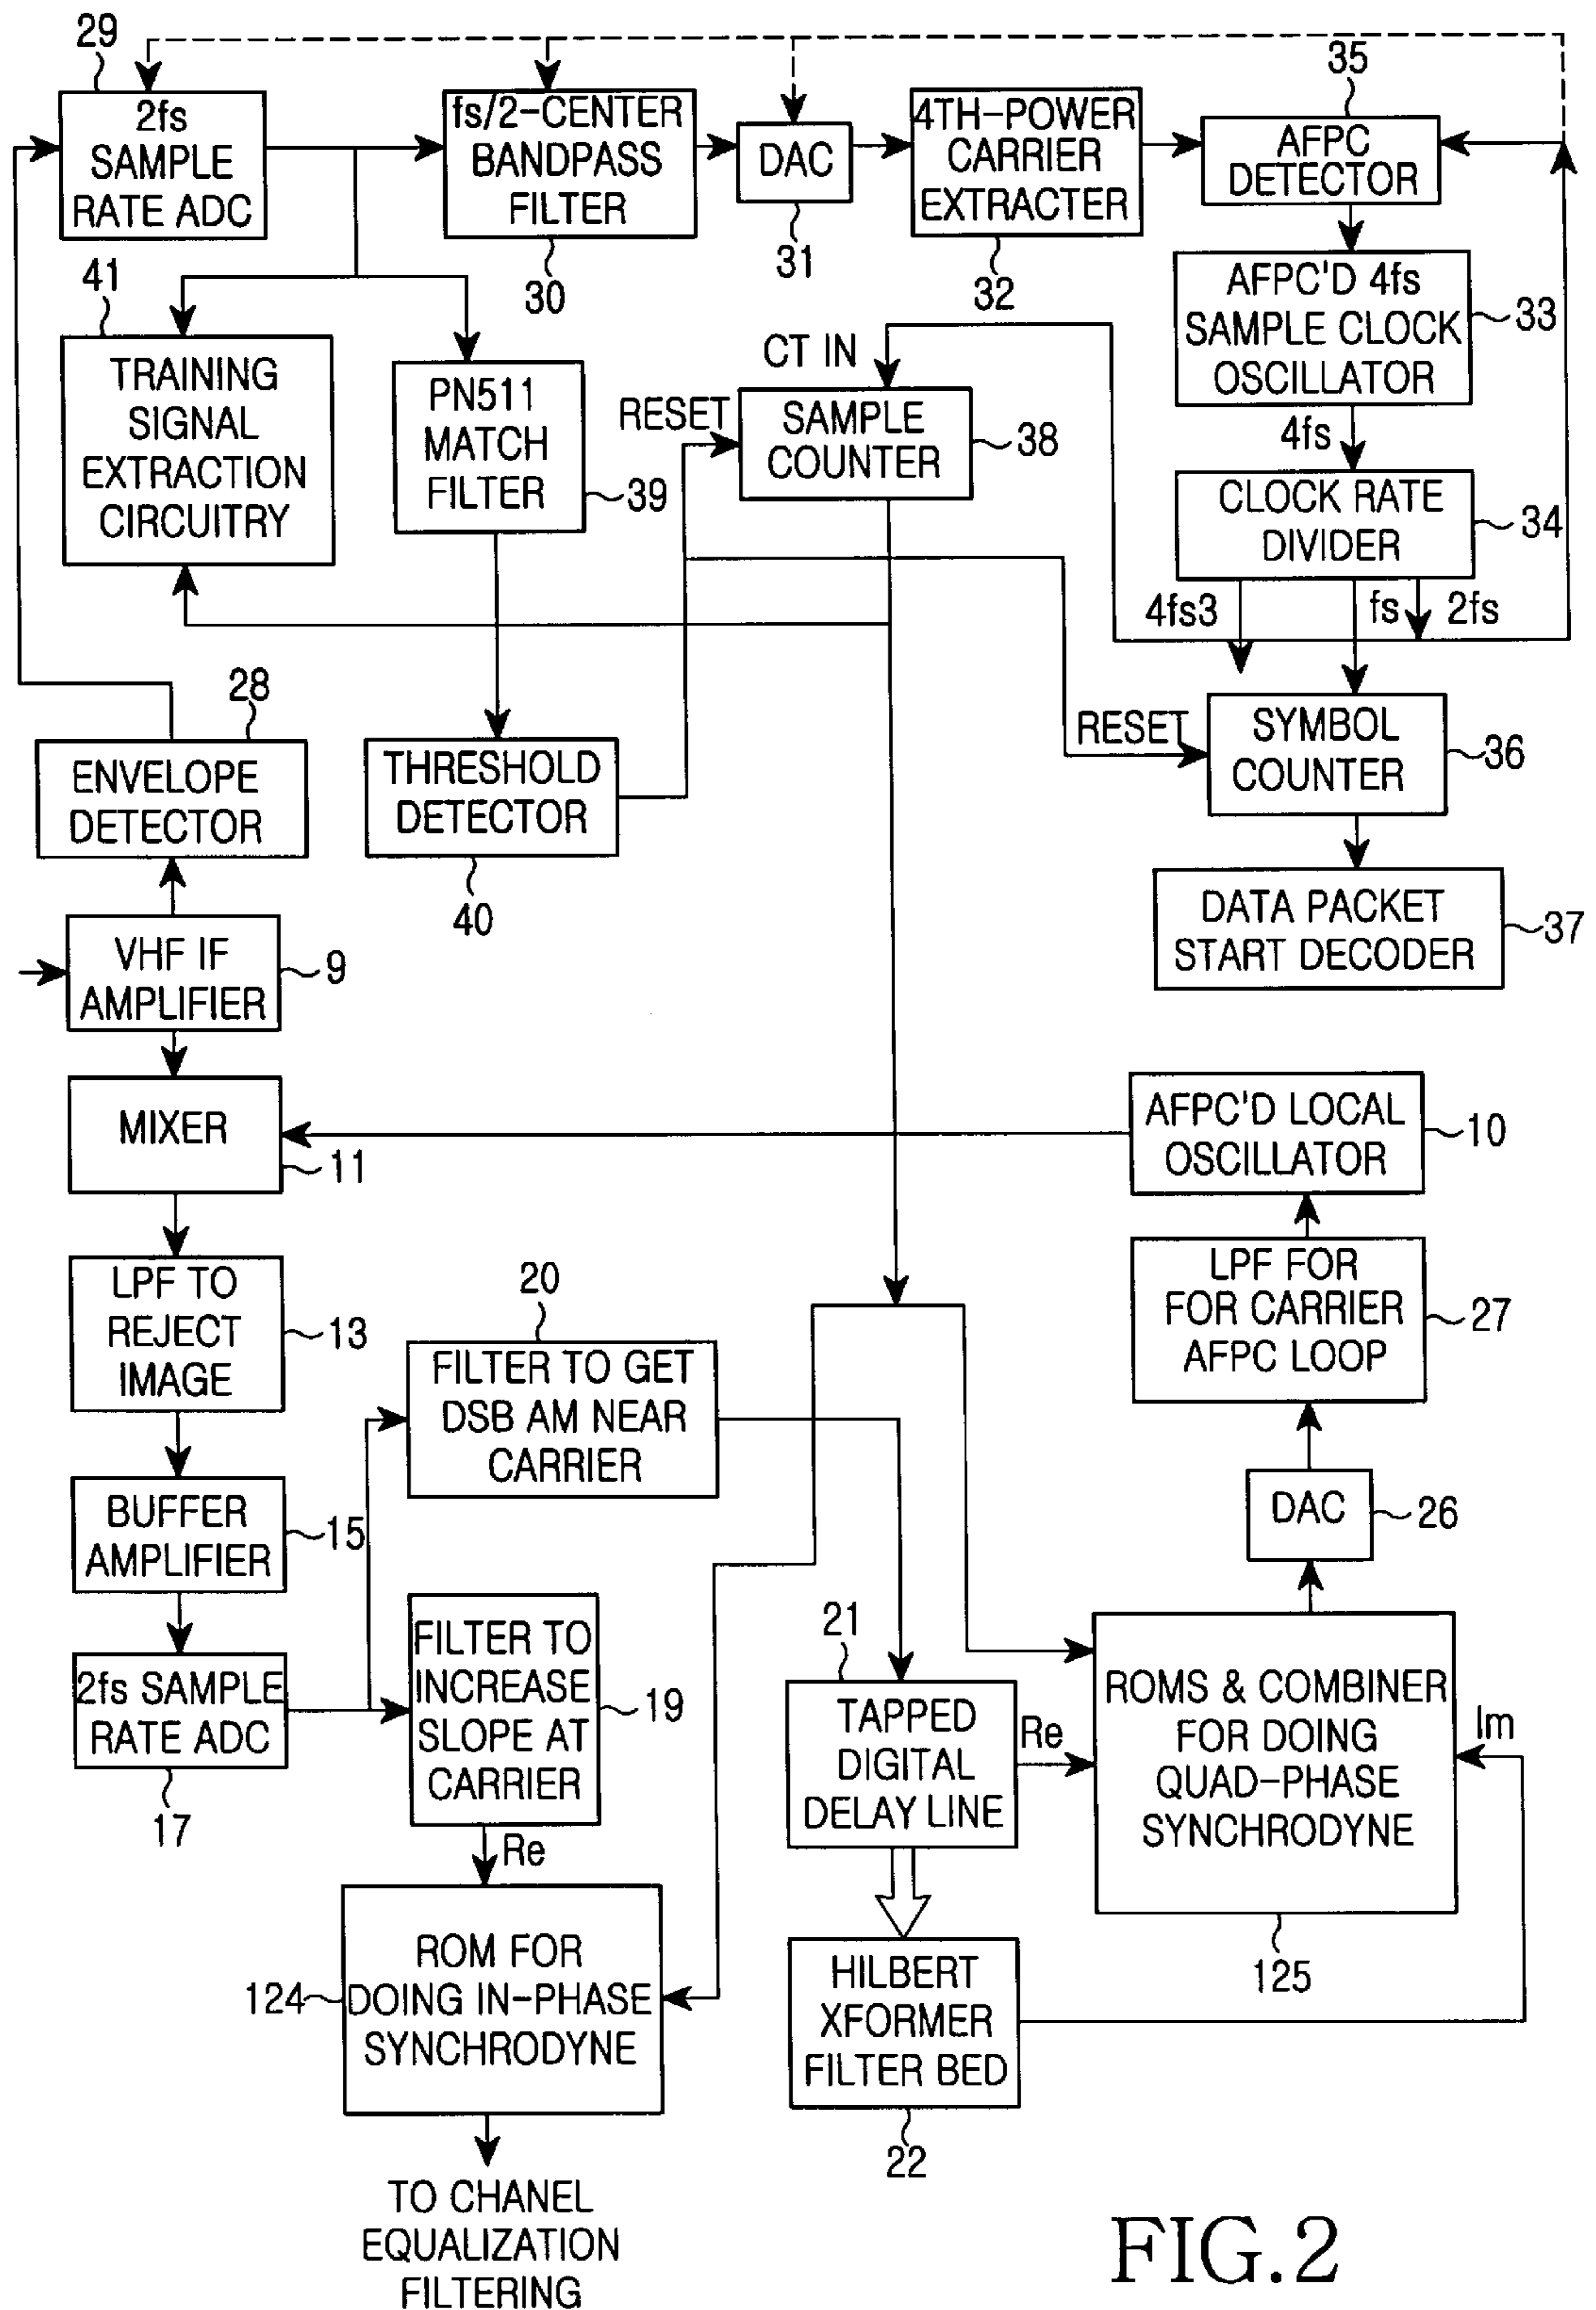 29
2fs
SAMPLE
RATE ADC
fs/2-CENTER
BANDPASS
FILTER
30
DAC
31
4TH-POWER
CARRIER
EXTRACTER
32
35
AFPC
DETECTOR
AFPC'D 4fs
SAMPLE CLOCK
OSCILLATOR
33
4fs
CLOCK RATE
DIVIDER
34
4fs3
fs
2fs
41
TRAINING
SIGNAL
EXTRACTION
CIRCUITRY
PN511
MATCH
FILTER
39
CT IN
RESET
SAMPLE
COUNTER
38
RESET
SYMBOL
COUNTER
36
DATA PACKET
START DECODER
37
28
ENVELOPE
DETECTOR
THRESHOLD
DETECTOR
40
VHF IF
AMPLIFIER
9
MIXER
11
AFPC'D LOCAL
OSCILLATOR
10
LPF TO
REJECT
IMAGE
13
20
FILTER TO GET
DSB AM NEAR
CARRIER
LPF FOR
FOR CARRIER
AFPC LOOP
27
BUFFER
AMPLIFIER
15
DAC
26
2fs SAMPLE
RATE ADC
17
FILTER TO
INCREASE
SLOPE AT
CARRIER
19
Re
21
TAPPED
DIGITAL
DELAY LINE
Re
ROMS & COMBINER
FOR DOING
QUAD-PHASE
SYNCHRODYNE
125
Im
124
ROM FOR
DOING IN-PHASE
SYNCHRODYNE
HILBERT
XFORMER
FILTER BED
22
TO CHANEL
EQUALIZATION
FILTERING
FIG.2